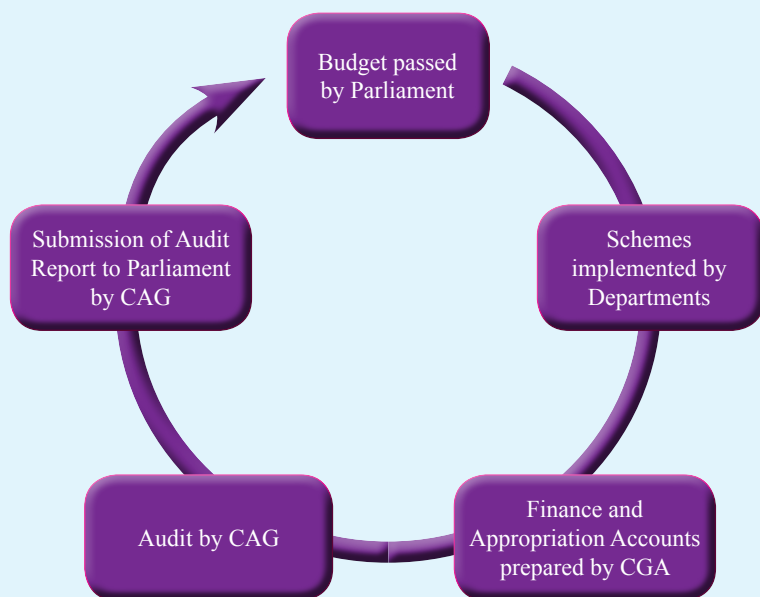 Budget passed
by Parliament
Schemes
implemented by
Departments
Finance and
Appropriation Accounts
prepared by CGA
Audit by CAG
Submission of Audit
Report to Parliament
by CAG